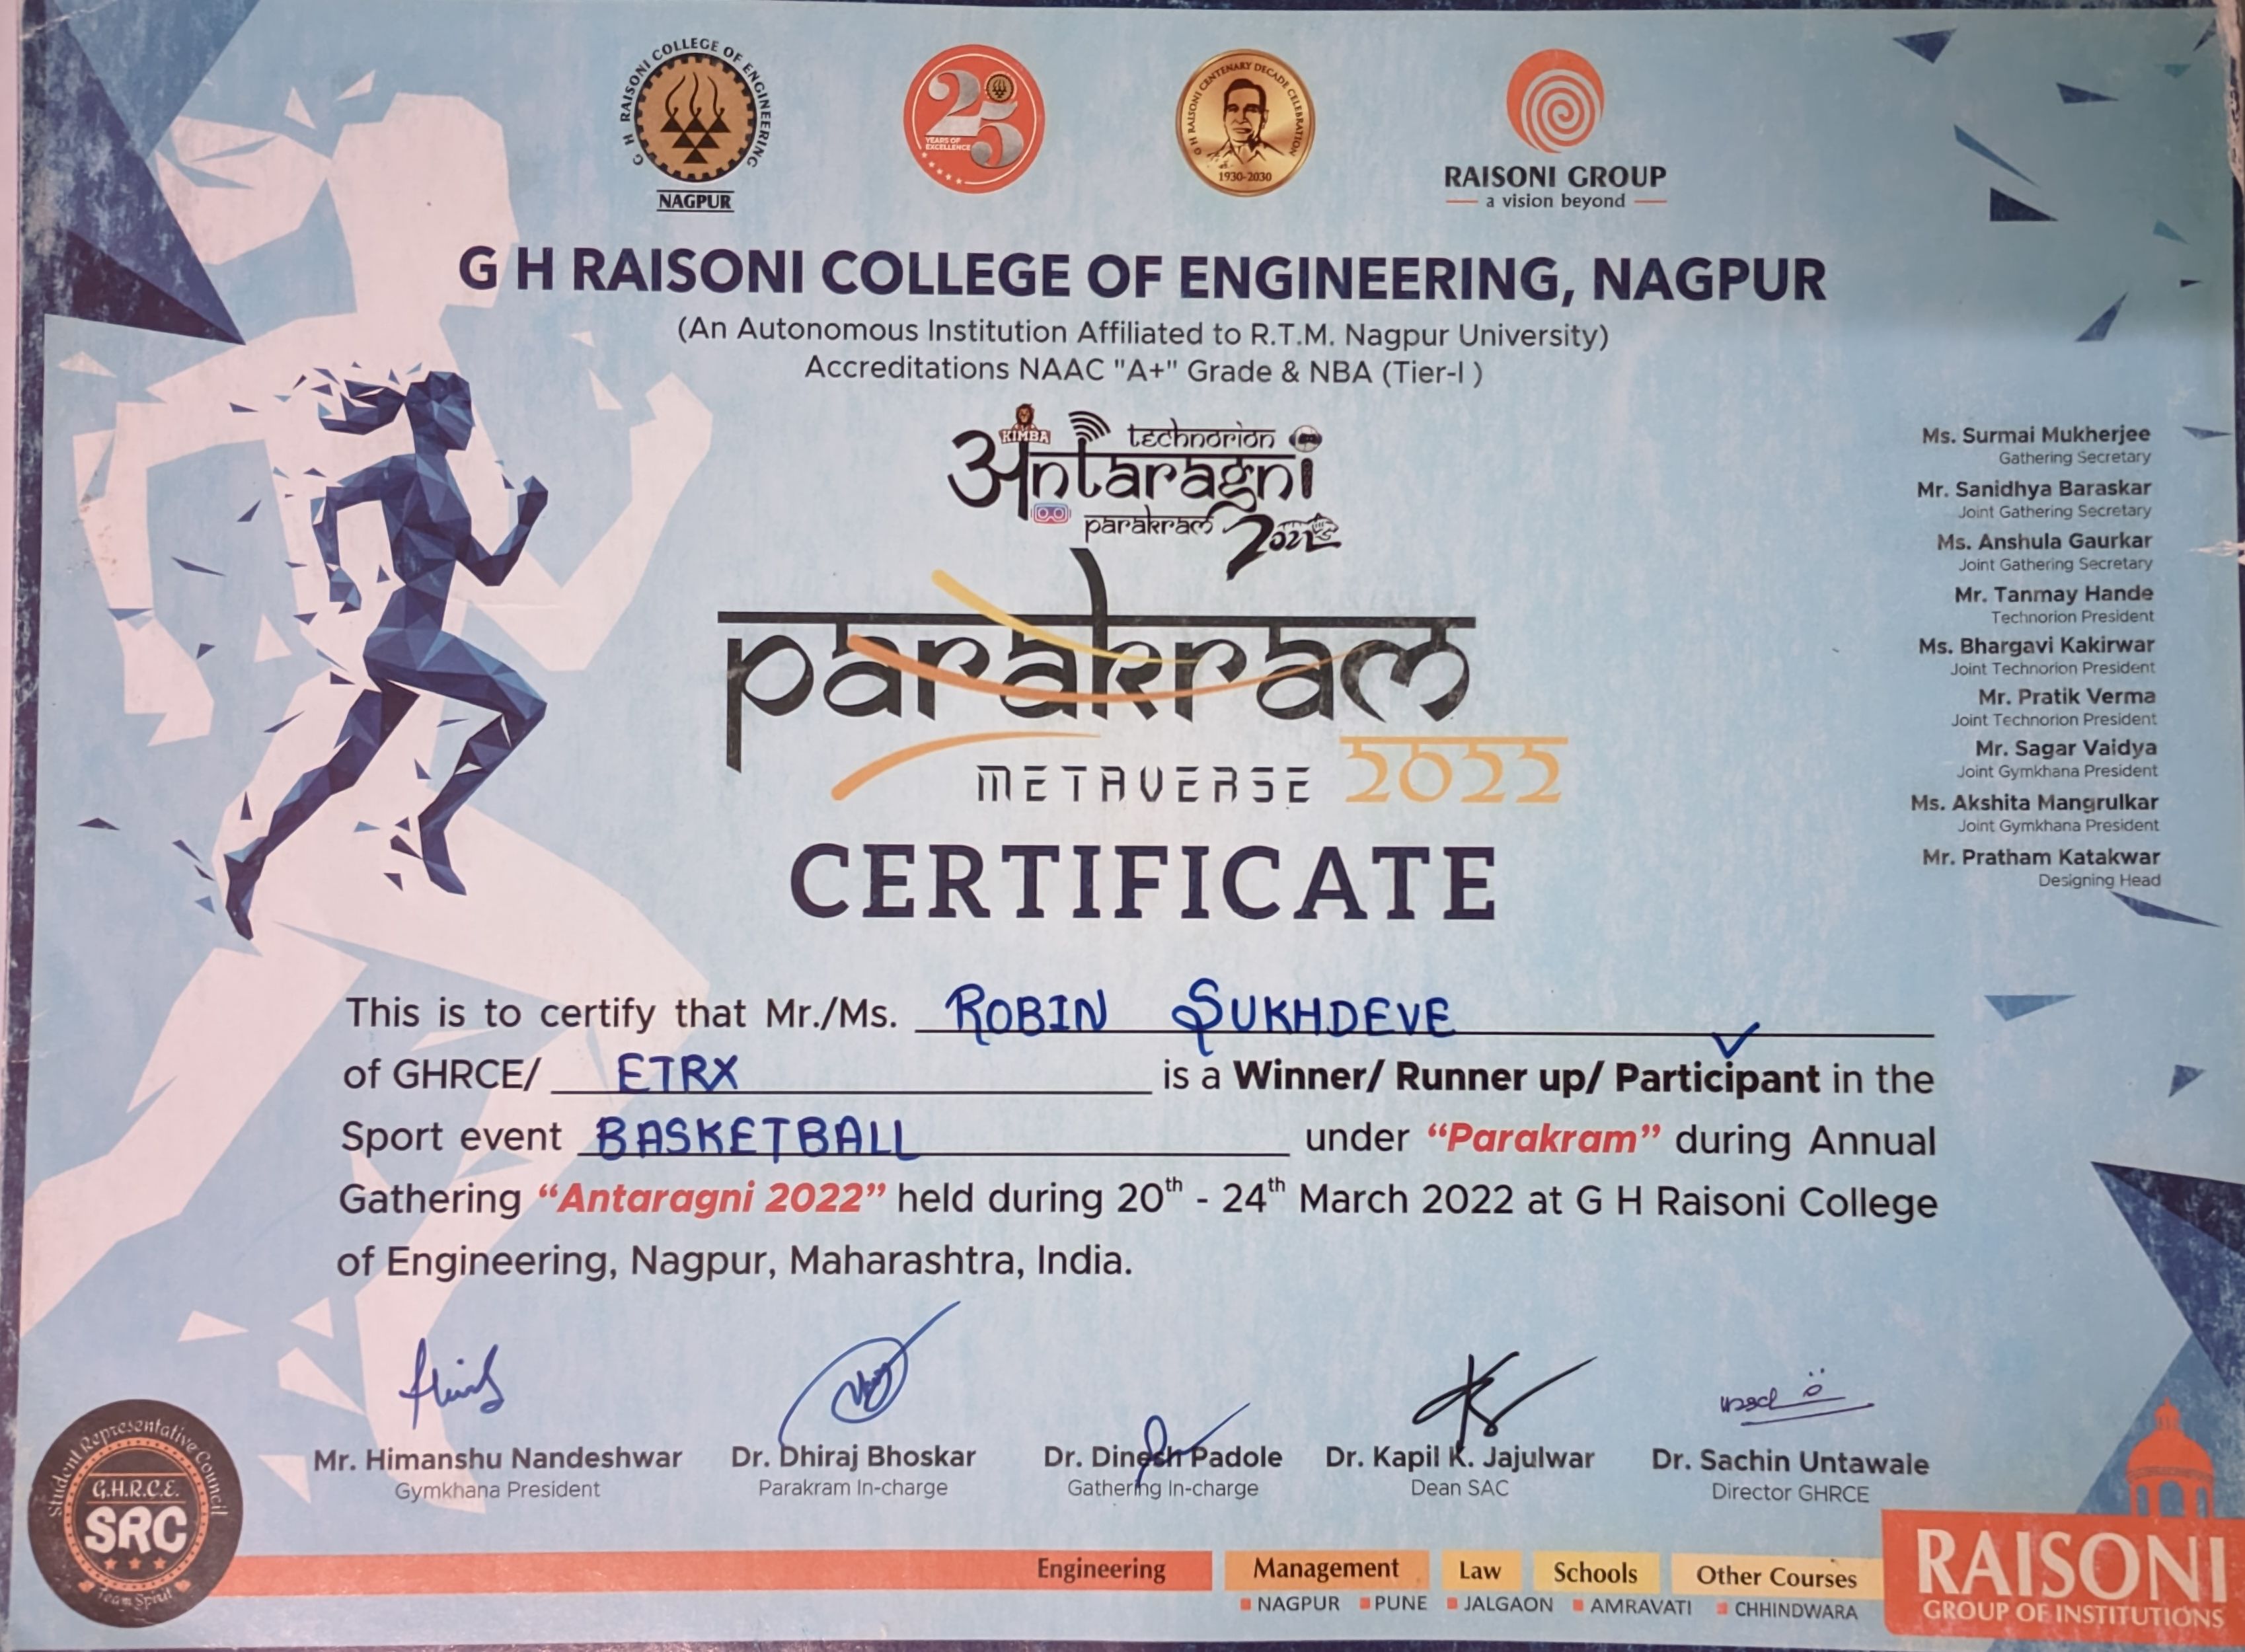 G H RAISONI COLLEGE OF ENGINEERING
NAGPUR
25
YEARS OF
EXCELLENCE
G H RAISONI CENTENARY DECADE CELEBRATION
1930-2030
RAISONI GROUP
a vision beyond
G H RAISONI COLLEGE OF ENGINEERING, NAGPUR
(An Autonomous Institution Affiliated to R.T.M. Nagpur University)
Accreditations NAAC "A+" Grade & NBA (Tier-I )
KIMBA
technorion
अntaragni
parakram 2022
parakram
METAVERSE 2022
CERTIFICATE
Ms. Surmai Mukherjee
Gathering Secretary
Mr. Sanidhya Baraskar
Joint Gathering Secretary
Ms. Anshula Gaurkar
Joint Gathering Secretary
Mr. Tanmay Hande
Technorion President
Ms. Bhargavi Kakirwar
Joint Technorion President
Mr. Pratik Verma
Joint Technorion President
Mr. Sagar Vaidya
Joint Gymkhana President
Ms. Akshita Mangrulkar
Joint Gymkhana President
Mr. Pratham Katakwar
Designing Head
This is to certify that Mr./Ms. ROBIN SUKHDEVE
of GHRCE/ ETRX is a Winner/ Runner up/ Participant in the
Sport event BASKETBALL under “Parakram” during Annual
Gathering “Antaragni 2022” held during 20th - 24th March 2022 at G H Raisoni College
of Engineering, Nagpur, Maharashtra, India.
Mr. Himanshu Nandeshwar
Gymkhana President
Dr. Dhiraj Bhoskar
Parakram In-charge
Dr. Dinesh Padole
Gathering In-charge
Dr. Kapil K. Jajulwar
Dean SAC
Dr. Sachin Untawale
Director GHRCE
Student Representative Council
G.H.R.C.E.
SRC
Team Spirit
Engineering Management Law Schools Other Courses
NAGPUR PUNE JALGAON AMRAVATI CHHINDWARA
RAISONI
GROUP OF INSTITUTIONS